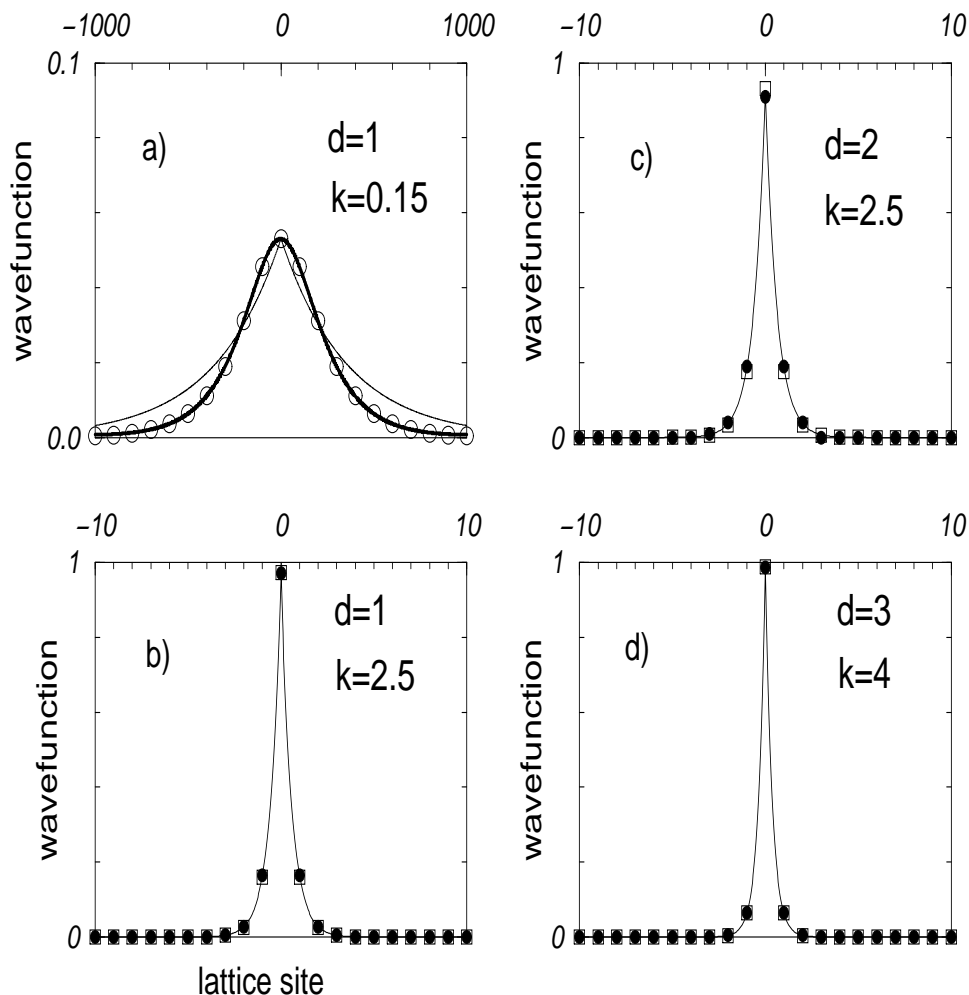 −1000 0 1000
0.1
wavefunction
a)
d=1
k=0.15
0.0
−10 0 10
1
wavefunction
c)
d=2
k=2.5
0
−10 0 10
1
wavefunction
b)
d=1
k=2.5
0
lattice site
−10 0 10
1
wavefunction
d)
d=3
k=4
0